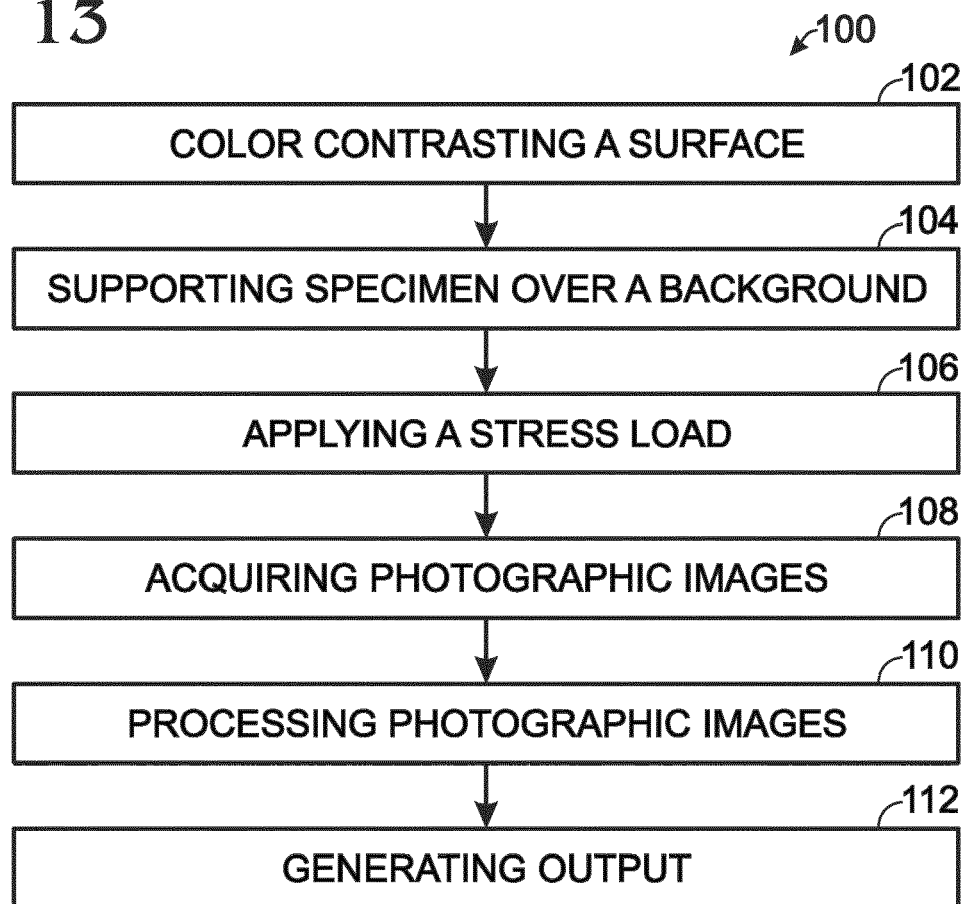 13
100
102
COLOR CONTRASTING A SURFACE
104
SUPPORTING SPECIMEN OVER A BACKGROUND
106
APPLYING A STRESS LOAD
108
ACQUIRING PHOTOGRAPHIC IMAGES
110
PROCESSING PHOTOGRAPHIC IMAGES
112
GENERATING OUTPUT